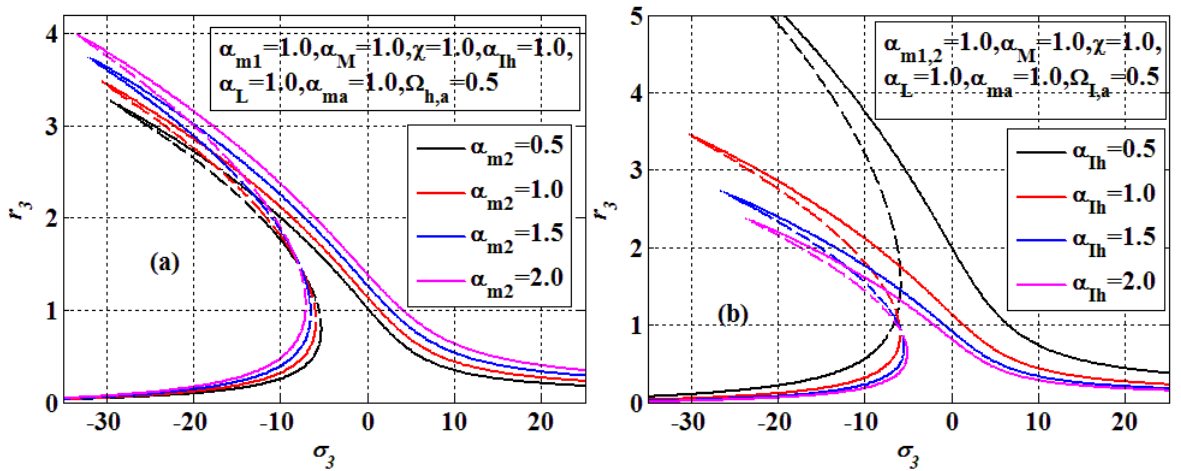 α_m1=1.0,α_M=1.0,χ=1.0,α_Ih=1.0,
α_L=1.0,α_ma=1.0,Ω_h,a=0.5
α_m2=0.5
α_m2=1.0
α_m2=1.5
α_m2=2.0
(a)
r_3
4
3
2
1
0
-30 -20 -10 0 10 20
σ_3
α_m1,2=1.0,α_M=1.0,χ=1.0,
α_L=1.0,α_ma=1.0,Ω_I,a=0.5
α_Ih=0.5
α_Ih=1.0
α_Ih=1.5
α_Ih=2.0
(b)
r_3
5
4
3
2
1
0
-30 -20 -10 0 10 20
σ_3